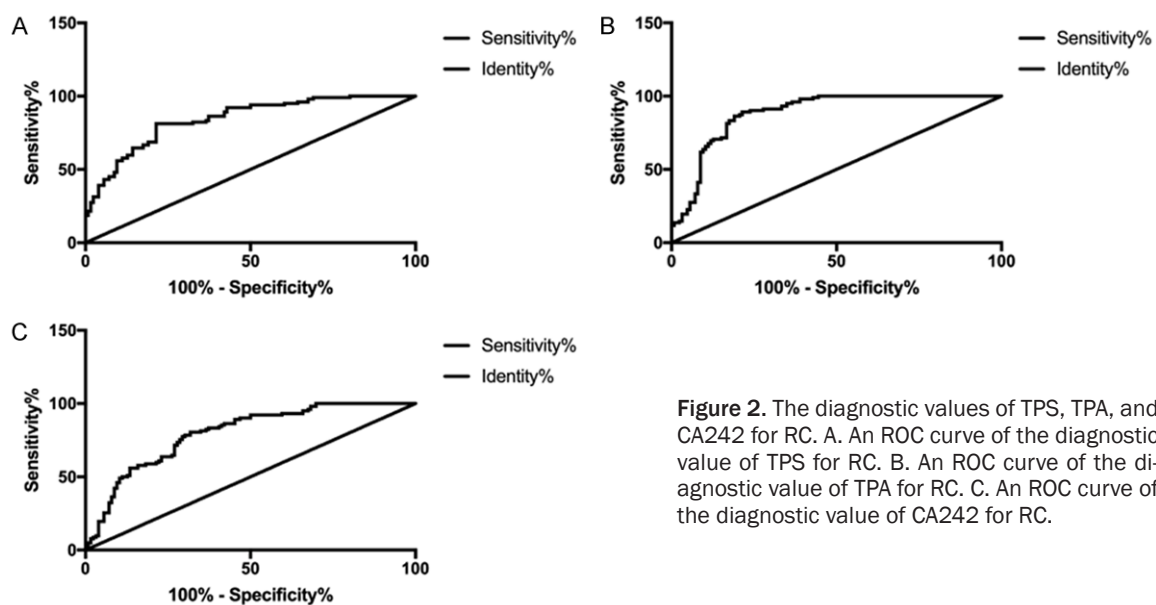 A
150
100
50
0
Sensitivity%
0
50
100
100% - Specificity%
Sensitivity%
Identity%
B
150
100
50
0
Sensitivity%
0
50
100
100% - Specificity%
Sensitivity%
Identity%
C
150
100
50
0
Sensitivity%
0
50
100
100% - Specificity%
Sensitivity%
Identity%
Figure 2. The diagnostic values of TPS, TPA, and
CA242 for RC. A. An ROC curve of the diagnostic
value of TPS for RC. B. An ROC curve of the di-
agnostic value of TPA for RC. C. An ROC curve of
the diagnostic value of CA242 for RC.